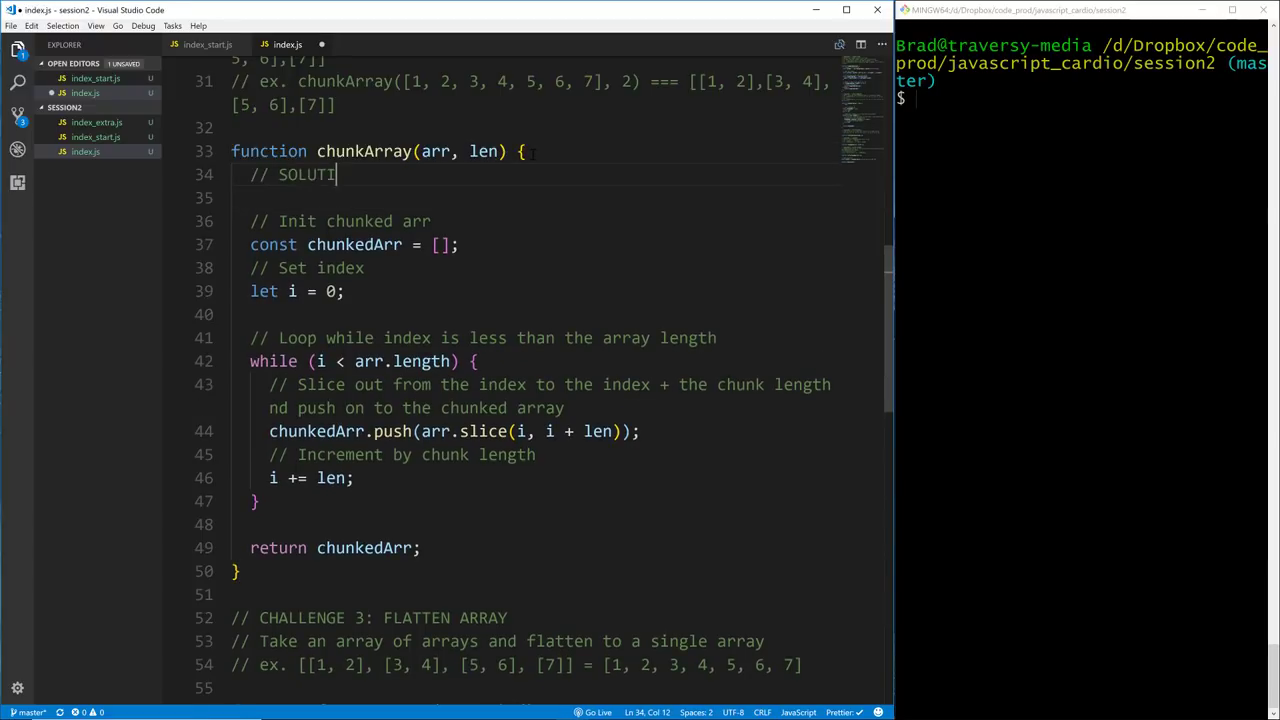 index.js - session2 - Visual Studio Code
File Edit Selection View Go Debug Tasks Help
EXPLORER
OPEN EDITORS 1 UNSAVED
index_start.js U
index.js U
SESSION2
index_extra.js U
index_start.js U
index.js U
index_start.js index.js
5, 6],[7]]
31 // ex. chunkArray([1, 2, 3, 4, 5, 6, 7], 2) === [[1, 2],[3, 4],
[5, 6],[7]]
32
33 function chunkArray(arr, len) {
34 // SOLUTI
35
36 // Init chunked arr
37 const chunkedArr = [];
38 // Set index
39 let i = 0;
40
41 // Loop while index is less than the array length
42 while (i < arr.length) {
43 // Slice out from the index to the index + the chunk length
nd push on to the chunked array
44 chunkedArr.push(arr.slice(i, i + len));
45 // Increment by chunk length
46 i += len;
47 }
48
49 return chunkedArr;
50 }
51
52 // CHALLENGE 3: FLATTEN ARRAY
53 // Take an array of arrays and flatten to a single array
54 // ex. [[1, 2], [3, 4], [5, 6], [7]] = [1, 2, 3, 4, 5, 6, 7]
55
master* 0 0 Go Live Ln 34, Col 12 Spaces: 2 UTF-8 CRLF JavaScript Prettier: ✓
MINGW64:/d/Dropbox/code_prod/javascript_cardio/session2
Brad@traversy-media /d/Dropbox/code_
prod/javascript_cardio/session2 (mas
ter)
$